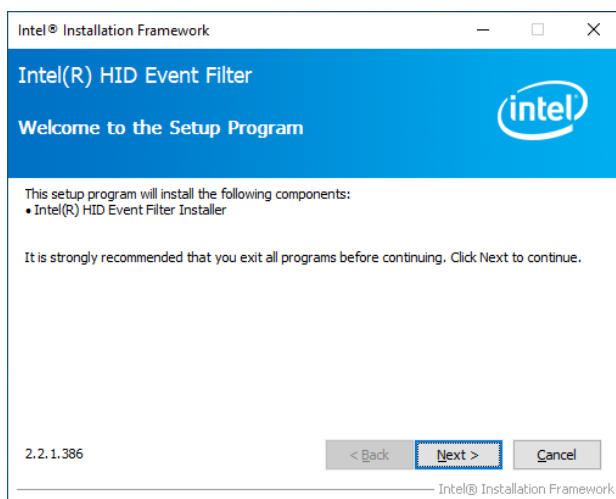 Intel® Installation Framework
Intel(R) HID Event Filter
Welcome to the Setup Program
intel
This setup program will install the following components:
• Intel(R) HID Event Filter Installer
It is strongly recommended that you exit all programs before continuing. Click Next to continue.
2.2.1.386
< Back
Next >
Cancel
Intel® Installation Framework